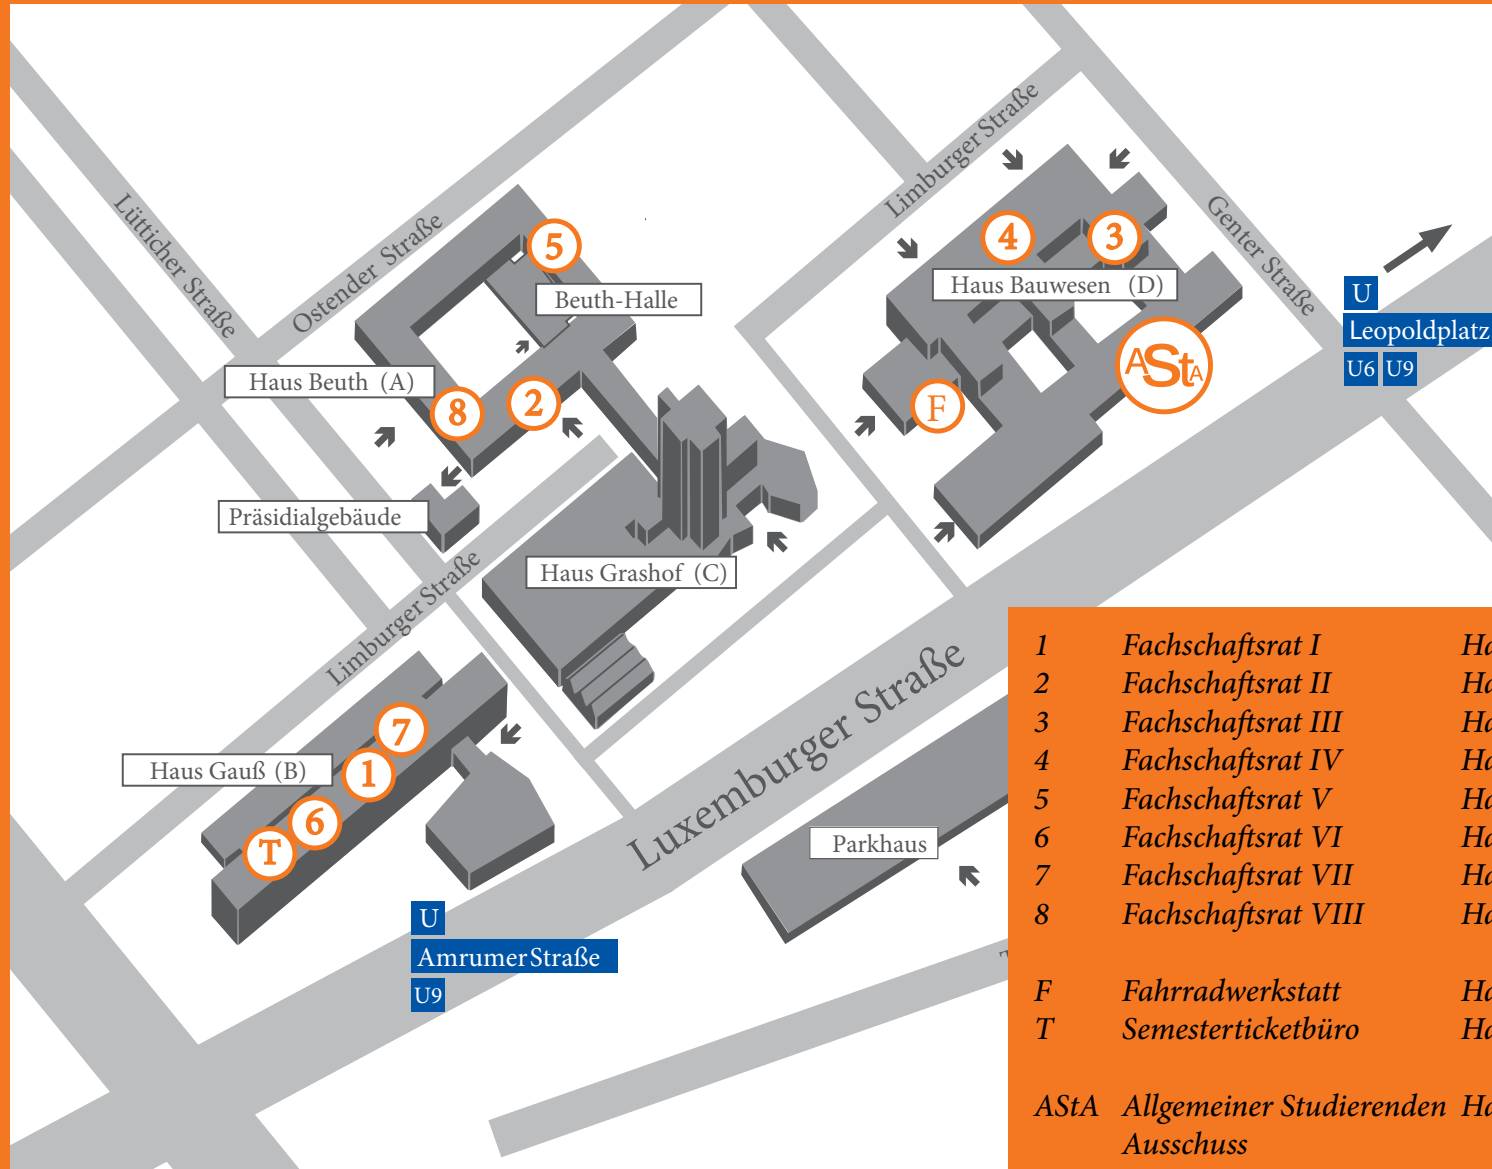 Limburger Straße
Lütticher Straße
Ostender Straße
Genter Straße
5
4
3
Beuth-Halle
Haus Bauwesen (D)
U
Leopoldplatz
U6 U9
Haus Beuth (A)
8
2
AStA
F
Präsidialgebäude
Haus Grashof (C)
Limburger Straße
Luxemburger Straße
7
Haus Gauß (B)
1
6
T
Parkhaus
U
AmrumerStraße
U9
1 Fachschaftsrat I
2 Fachschaftsrat II
3 Fachschaftsrat III
4 Fachschaftsrat IV
5 Fachschaftsrat V
6 Fachschaftsrat VI
7 Fachschaftsrat VII
8 Fachschaftsrat VIII
F Fahrradwerkstatt
T Semesterticketbüro
AStA Allgemeiner Studierenden
Ausschuss